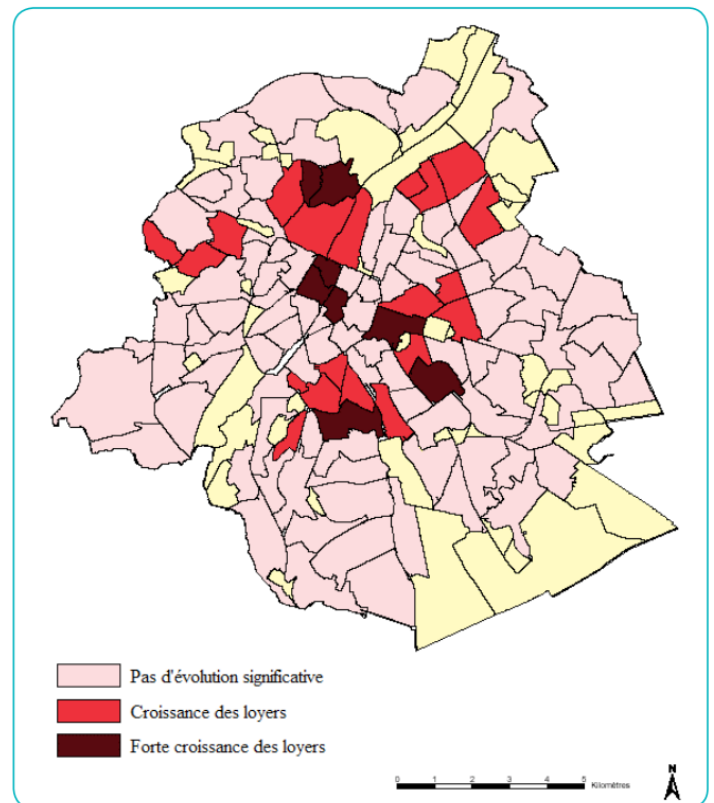 Pas d'évolution significative
Croissance des loyers
Forte croissance des loyers
0 1 2 3 4 5 Kilomètres
N